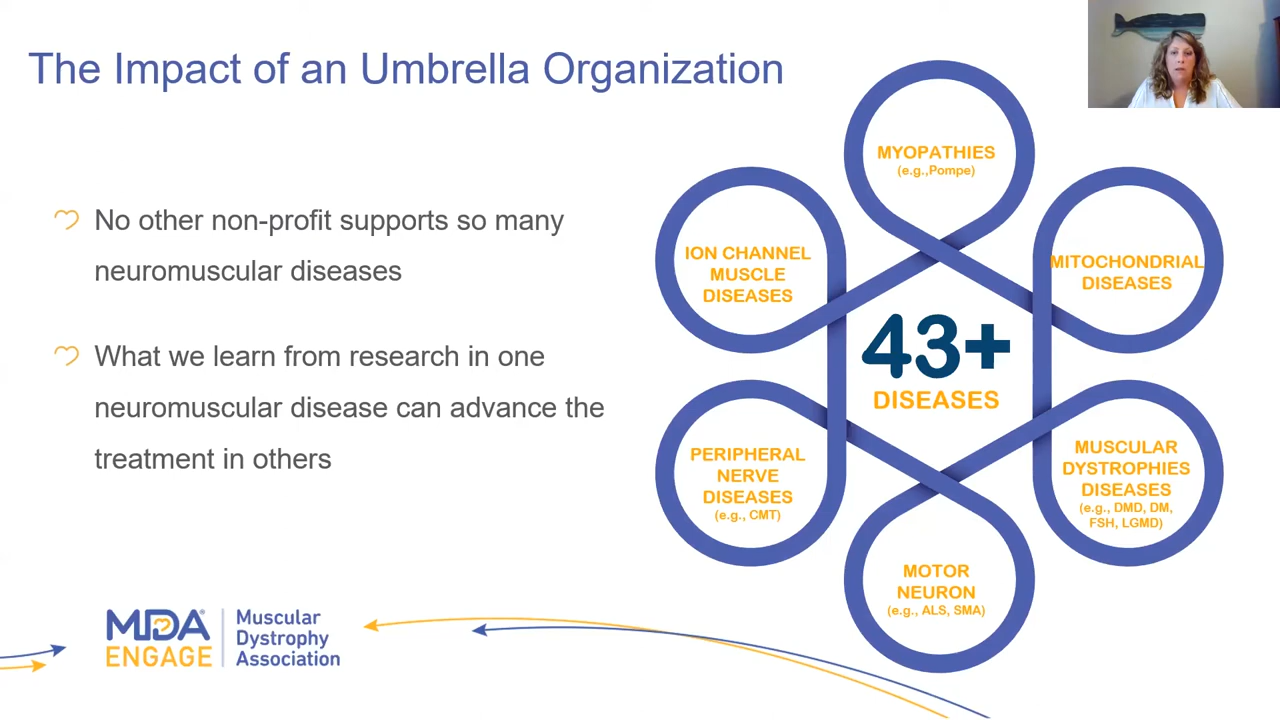 The Impact of an Umbrella Organization
No other non-profit supports so many
neuromuscular diseases
What we learn from research in one
neuromuscular disease can advance the
treatment in others
MYOPATHIES
(e.g.,Pompe)
ION CHANNEL
MUSCLE
DISEASES
MITOCHONDRIAL
DISEASES
43+
DISEASES
PERIPHERAL
NERVE
DISEASES
(e.g., CMT)
MUSCULAR
DYSTROPHIES
DISEASES
(e.g., DMD, DM,
FSH, LGMD)
MOTOR
NEURON
(e.g., ALS, SMA)
MDA®
ENGAGE
Muscular
Dystrophy
Association